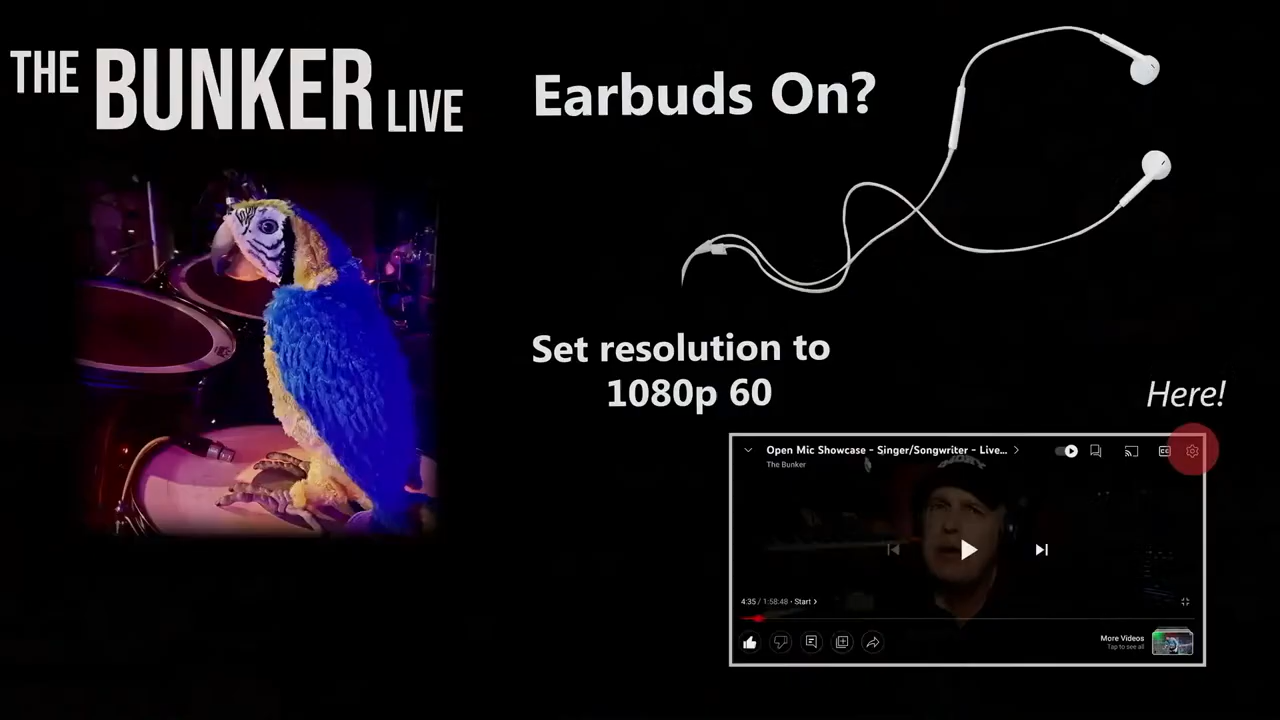 THE BUNKER LIVE
Earbuds On?
Set resolution to
1080p 60
Here!
Open Mic Showcase – Singer/Songwriter – Live...
The Bunker
CC
4:35 / 1:58:48 • Start
More Videos
Tap to see all